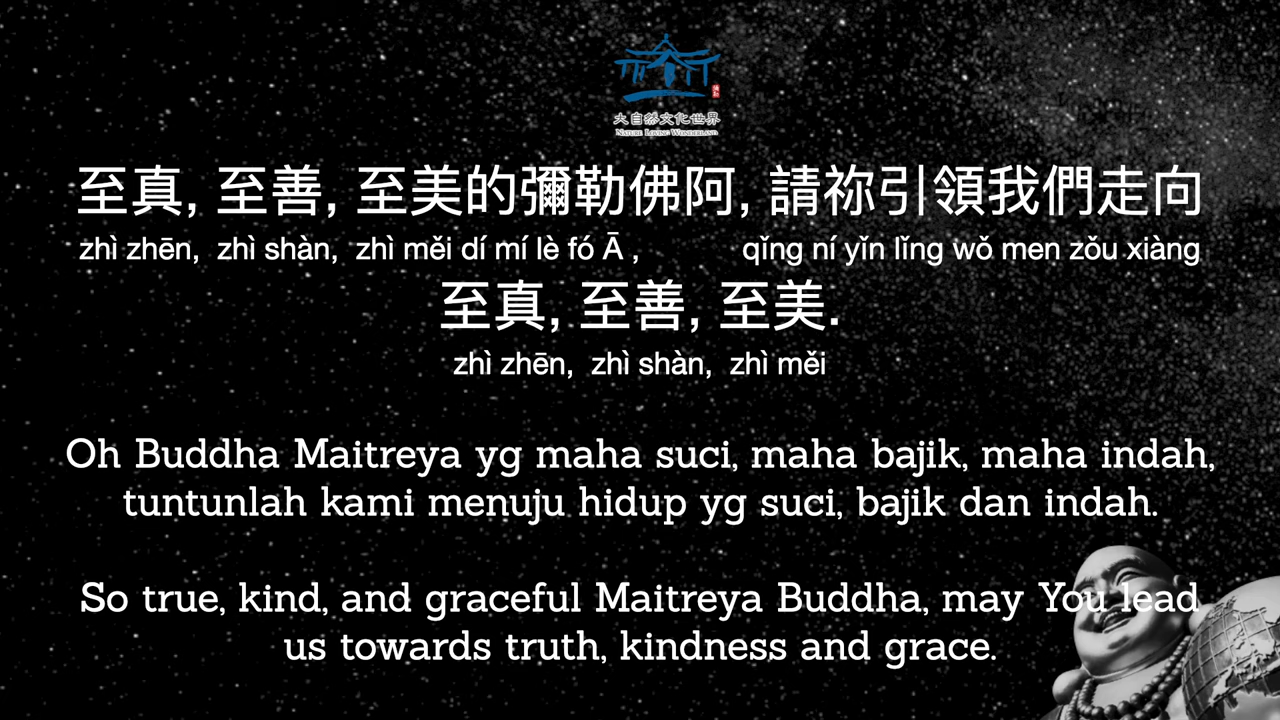 大自然文化世界
NATURE LOVING WONDERLAND
至真, 至善, 至美的彌勒佛阿, 請祢引領我們走向
zhì zhēn, zhì shàn, zhì měi dí mí lè fó Ā , qǐng ní yǐn lǐng wǒ men zǒu xiàng
至真, 至善, 至美.
zhì zhēn, zhì shàn, zhì měi
Oh Buddha Maitreya yg maha suci, maha bajik, maha indah,
tuntunlah kami menuju hidup yg suci, bajik dan indah.
So true, kind, and graceful Maitreya Buddha, may You lead
us towards truth, kindness and grace.